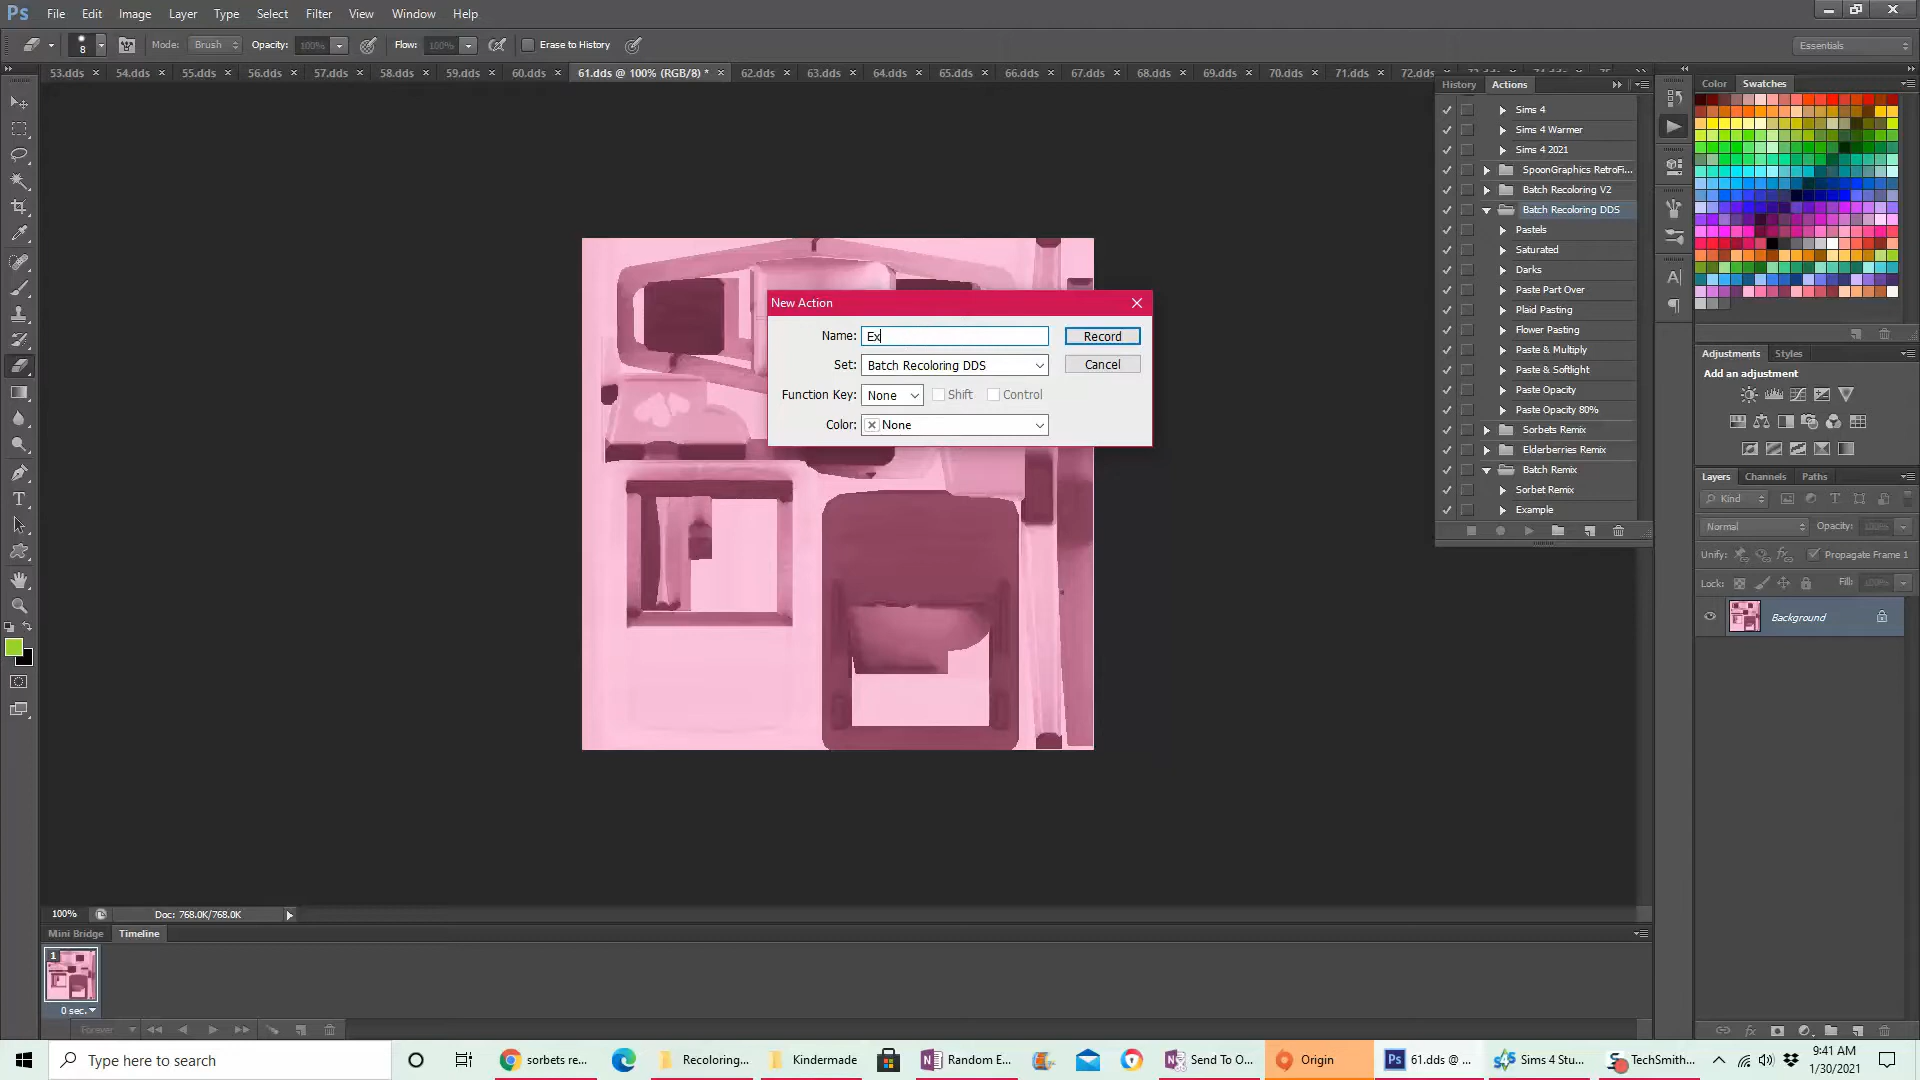 Ps File Edit Image Layer Type Select Filter View Window Help
8 Mode: Brush Opacity: 100% Flow: 100% Erase to History Essentials
53.dds × 54.dds × 55.dds × 56.dds × 57.dds × 58.dds × 59.dds × 60.dds × 61.dds @ 100% (RGB/8) * × 62.dds × 63.dds × 64.dds × 65.dds × 66.dds × 67.dds × 68.dds × 69.dds × 70.dds × 71.dds × 72.dds
History Actions
Sims 4
Sims 4 Warmer
Sims 4 2021
SpoonGraphics RetroFi...
Batch Recoloring V2
Batch Recoloring DDS
Pastels
Saturated
Darks
Paste Part Over
Plaid Pasting
Flower Pasting
Paste & Multiply
Paste & Softlight
Paste Opacity
Paste Opacity 80%
Sorbets Remix
Elderberries Remix
Batch Remix
Sorbet Remix
Example
New Action
Name: Ex Record
Set: Batch Recoloring DDS Cancel
Function Key: None Shift Control
Color: None
Color Swatches
Adjustments Styles
Add an adjustment
Layers Channels Paths
Kind
Normal Opacity: 100%
Unify: Propagate Frame 1
Lock: Fill: 100%
Background
100% Doc: 768.0K/768.0K
Mini Bridge Timeline
1
0 sec.
Forever
Type here to search sorbets re... Recoloring... Kindermade Random E... Send To O... Origin Ps 61.dds @ ... Sims 4 Stu... TechSmith...
9:41 AM
1/30/2021